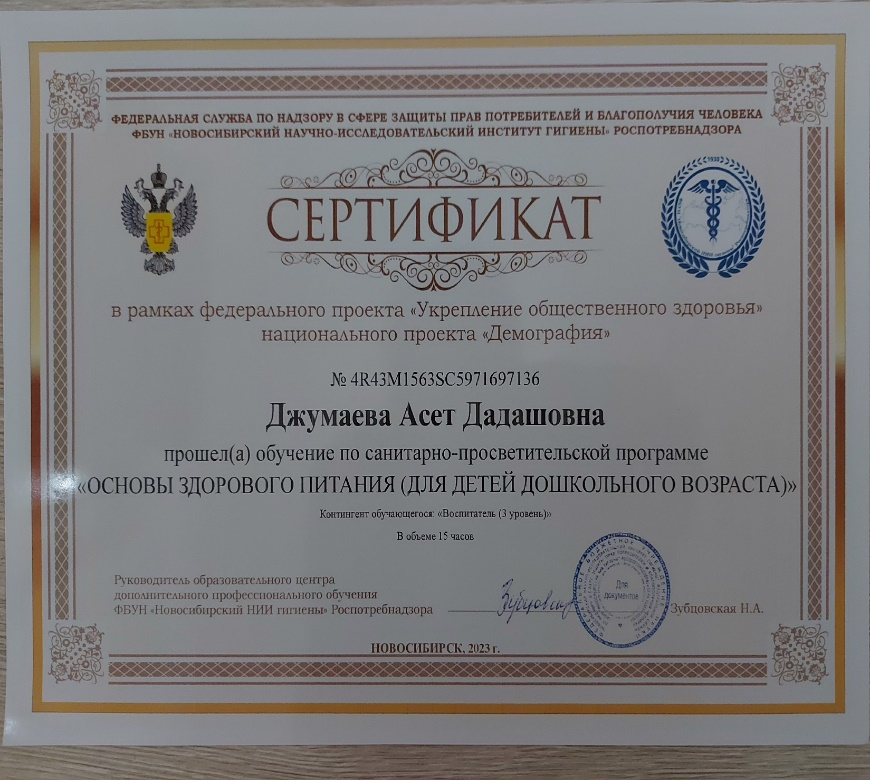 ФЕДЕРАЛЬНАЯ СЛУЖБА ПО НАДЗОРУ В СФЕРЕ ЗАЩИТЫ ПРАВ ПОТРЕБИТЕЛЕЙ И БЛАГОПОЛУЧИЯ ЧЕЛОВЕКА
ФБУН «НОВОСИБИРСКИЙ НАУЧНО-ИССЛЕДОВАТЕЛЬСКИЙ ИНСТИТУТ ГИГИЕНЫ» РОСПОТРЕБНАДЗОРА
СЕРТИФИКАТ
в рамках федерального проекта «Укрепление общественного здоровья»
национального проекта «Демография»
№ 4R43M1563SC5971697136
Джумаева Асет Дадашовна
прошел(а) обучение по санитарно-просветительской программе
«ОСНОВЫ ЗДОРОВОГО ПИТАНИЯ (ДЛЯ ДЕТЕЙ ДОШКОЛЬНОГО ВОЗРАСТА)»
Контингент обучающегося: «Воспитатель (3 уровень)»
В объеме 15 часов
Руководитель образовательного центра
дополнительного профессионального обучения
ФБУН «Новосибирский НИИ гигиены» Роспотребнадзора
Зубцовская Н.А.
Для
документов
НОВОСИБИРСК, 2023 г.